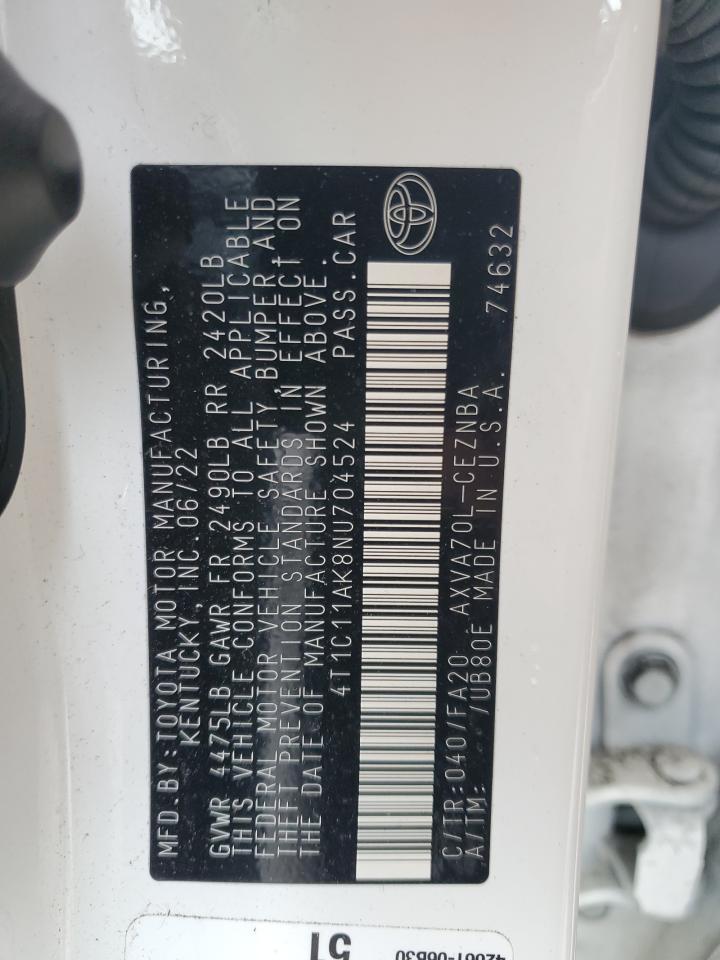 MFD.BY:TOYOTA MOTOR MANUFACTURING,
KENTUCKY, INC.06/22
GVWR 4475LB GAWR FR 2490LB RR 2420LB
THIS VEHICLE CONFORMS TO ALL APPLICABLE
FEDERAL MOTOR VEHICLE SAFETY,BUMPER,AND
THEFT PREVENTION STANDARDS IN EFFECT ON
THE DATE OF MANUFACTURE SHOWN ABOVE.
4T1C11AK8NU704524 PASS.CAR
C/TR:040/FA20 AXVA70L-CEZNBA
A/TM: /UB80E MADE IN U.S.A. 74632
51
42661-06B30